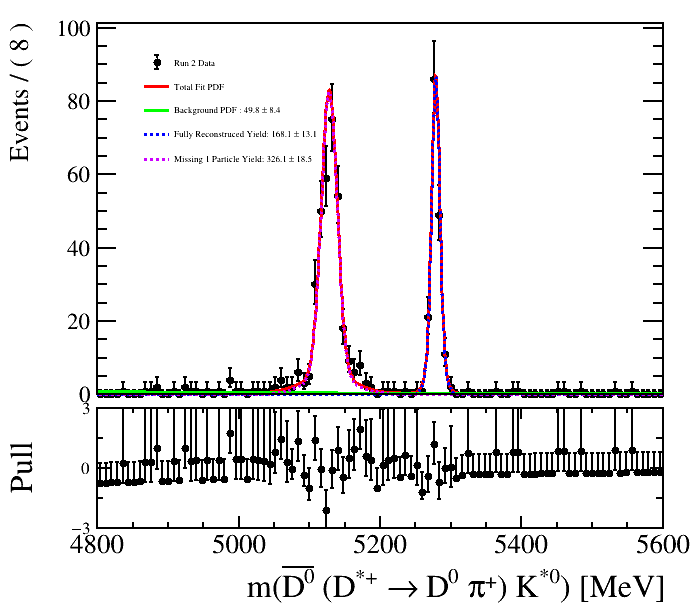 100
80
60
40
20
0
Events / ( 8 )
Run 2 Data
Total Fit PDF
Background PDF : 49.8 ± 8.4
Fully Reconstruced Yield: 168.1 ± 13.1
Missing 1 Particle Yield: 326.1 ± 18.5
3
0
−3
Pull
4800 5000 5200 5400 5600
m(D̅⁰ (D*⁺ → D⁰ π⁺) K*⁰) [MeV]